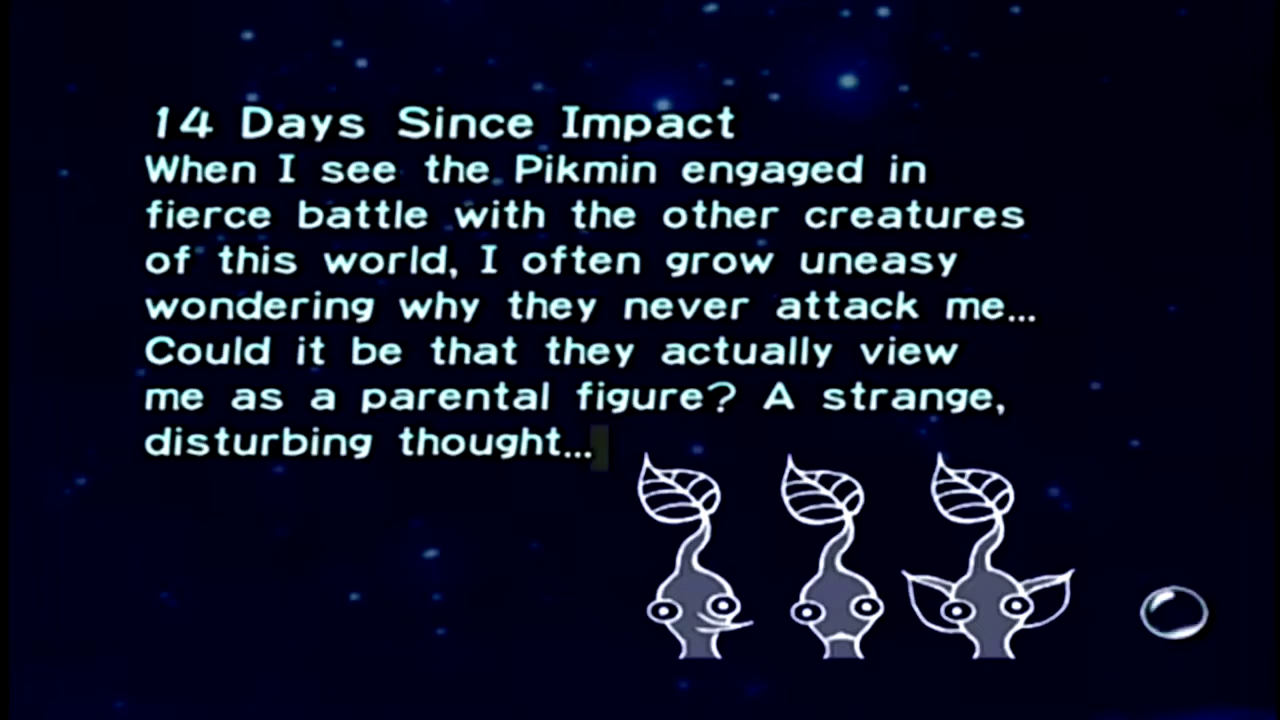 14 Days Since Impact
When I see the Pikmin engaged in
fierce battle with the other creatures
of this world, I often grow uneasy
wondering why they never attack me...
Could it be that they actually view
me as a parental figure? A strange,
disturbing thought...